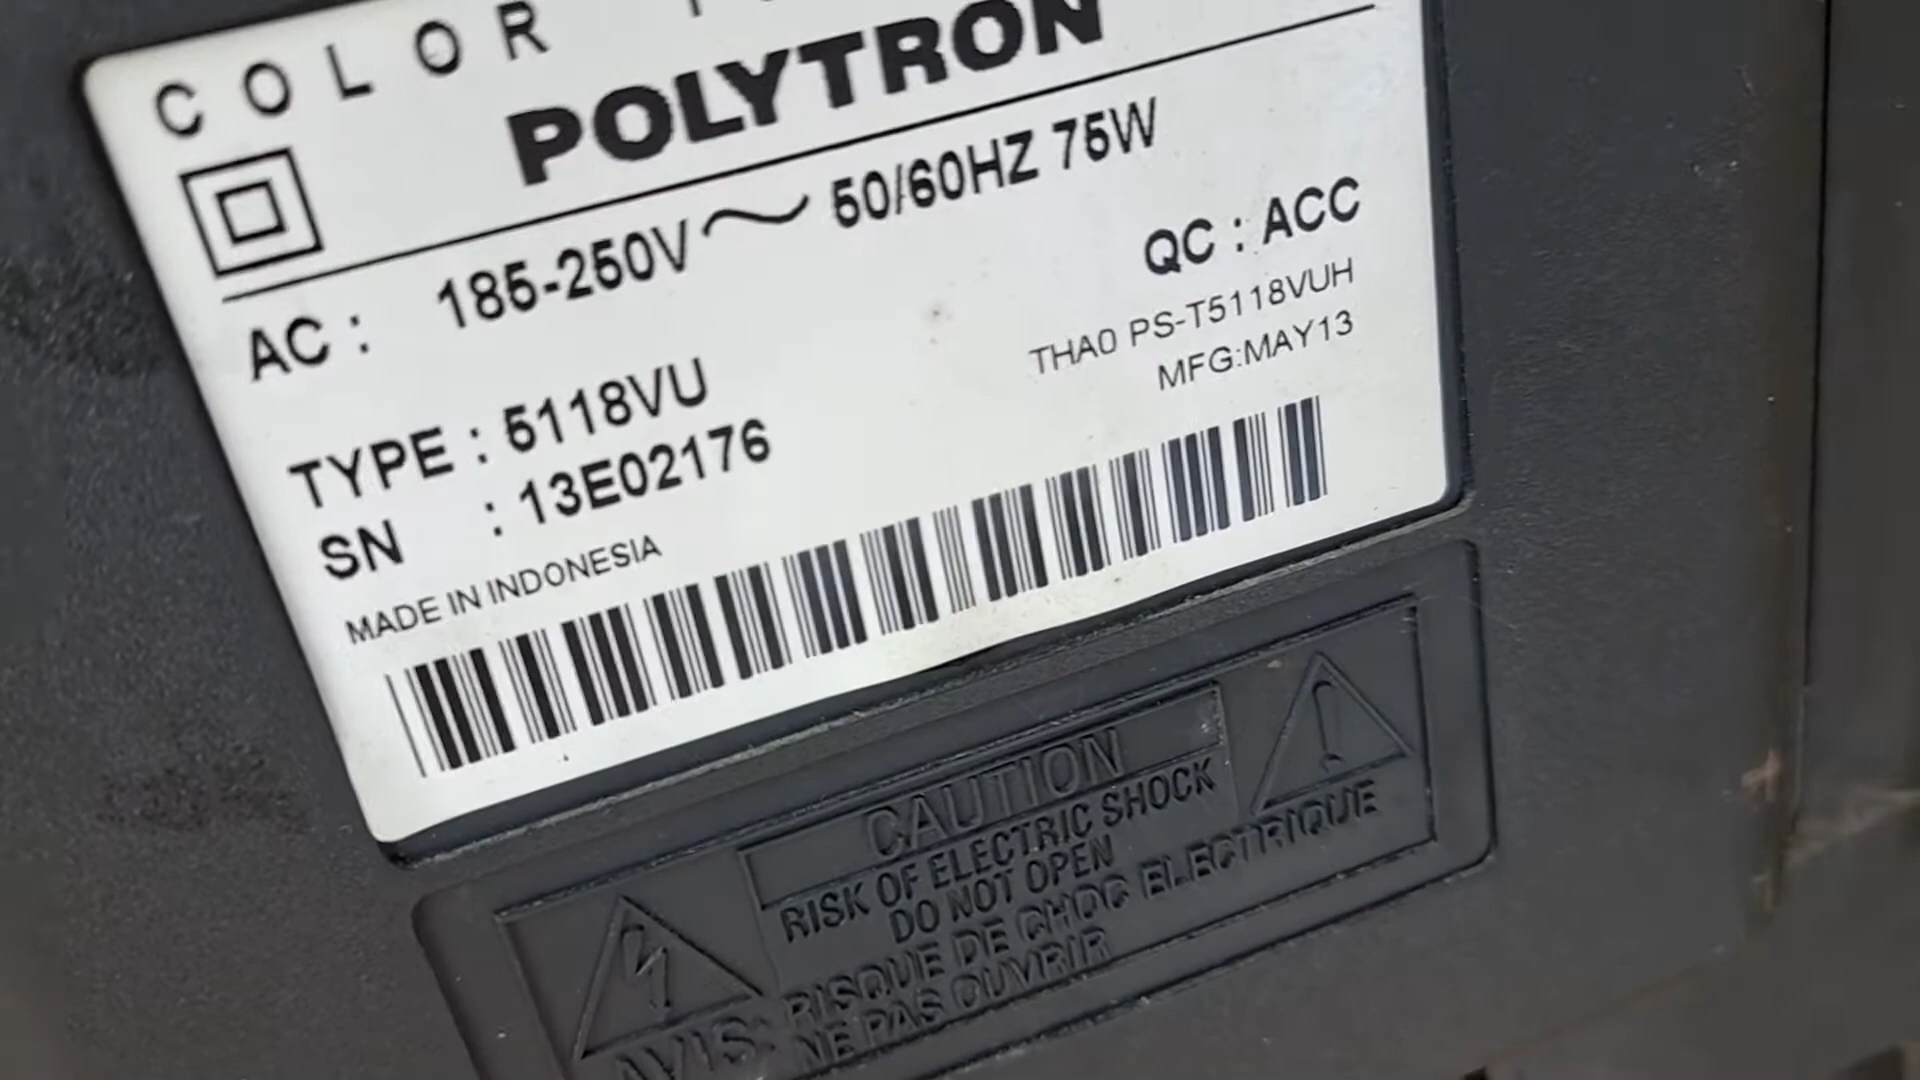 COLOR
POLYTRON
AC : 185-250V ~ 50/60HZ 75W
QC : ACC
THA0 PS-T5118VUH
MFG:MAY13
TYPE : 5118VU
SN : 13E02176
MADE IN INDONESIA
CAUTION
RISK OF ELECTRIC SHOCK
DO NOT OPEN
AVIS: RISQUE DE CHOC ELECTRIQUE
NE PAS OUVRIR